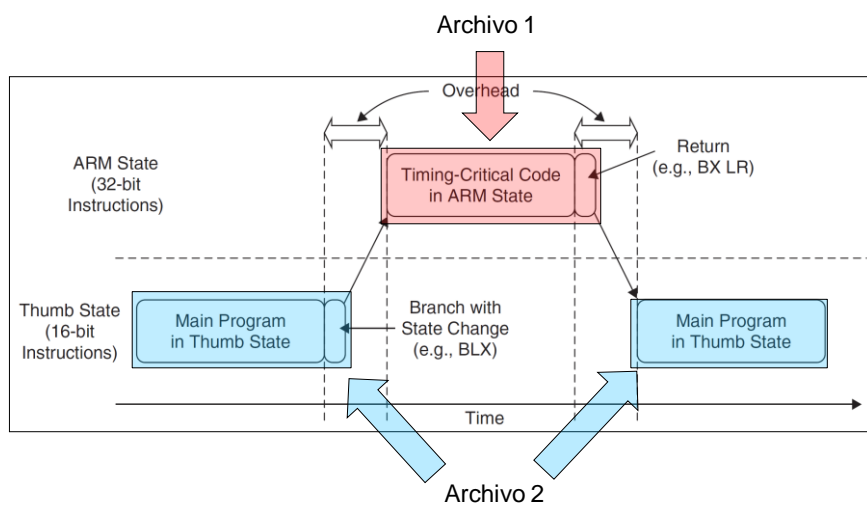 Archivo 1
Overhead
ARM State
(32-bit
Instructions)
Timing-Critical Code
in ARM State
Return
(e.g., BX LR)
Thumb State
(16-bit
Instructions)
Main Program
in Thumb State
Branch with
State Change
(e.g., BLX)
Main Program
in Thumb State
Time
Archivo 2